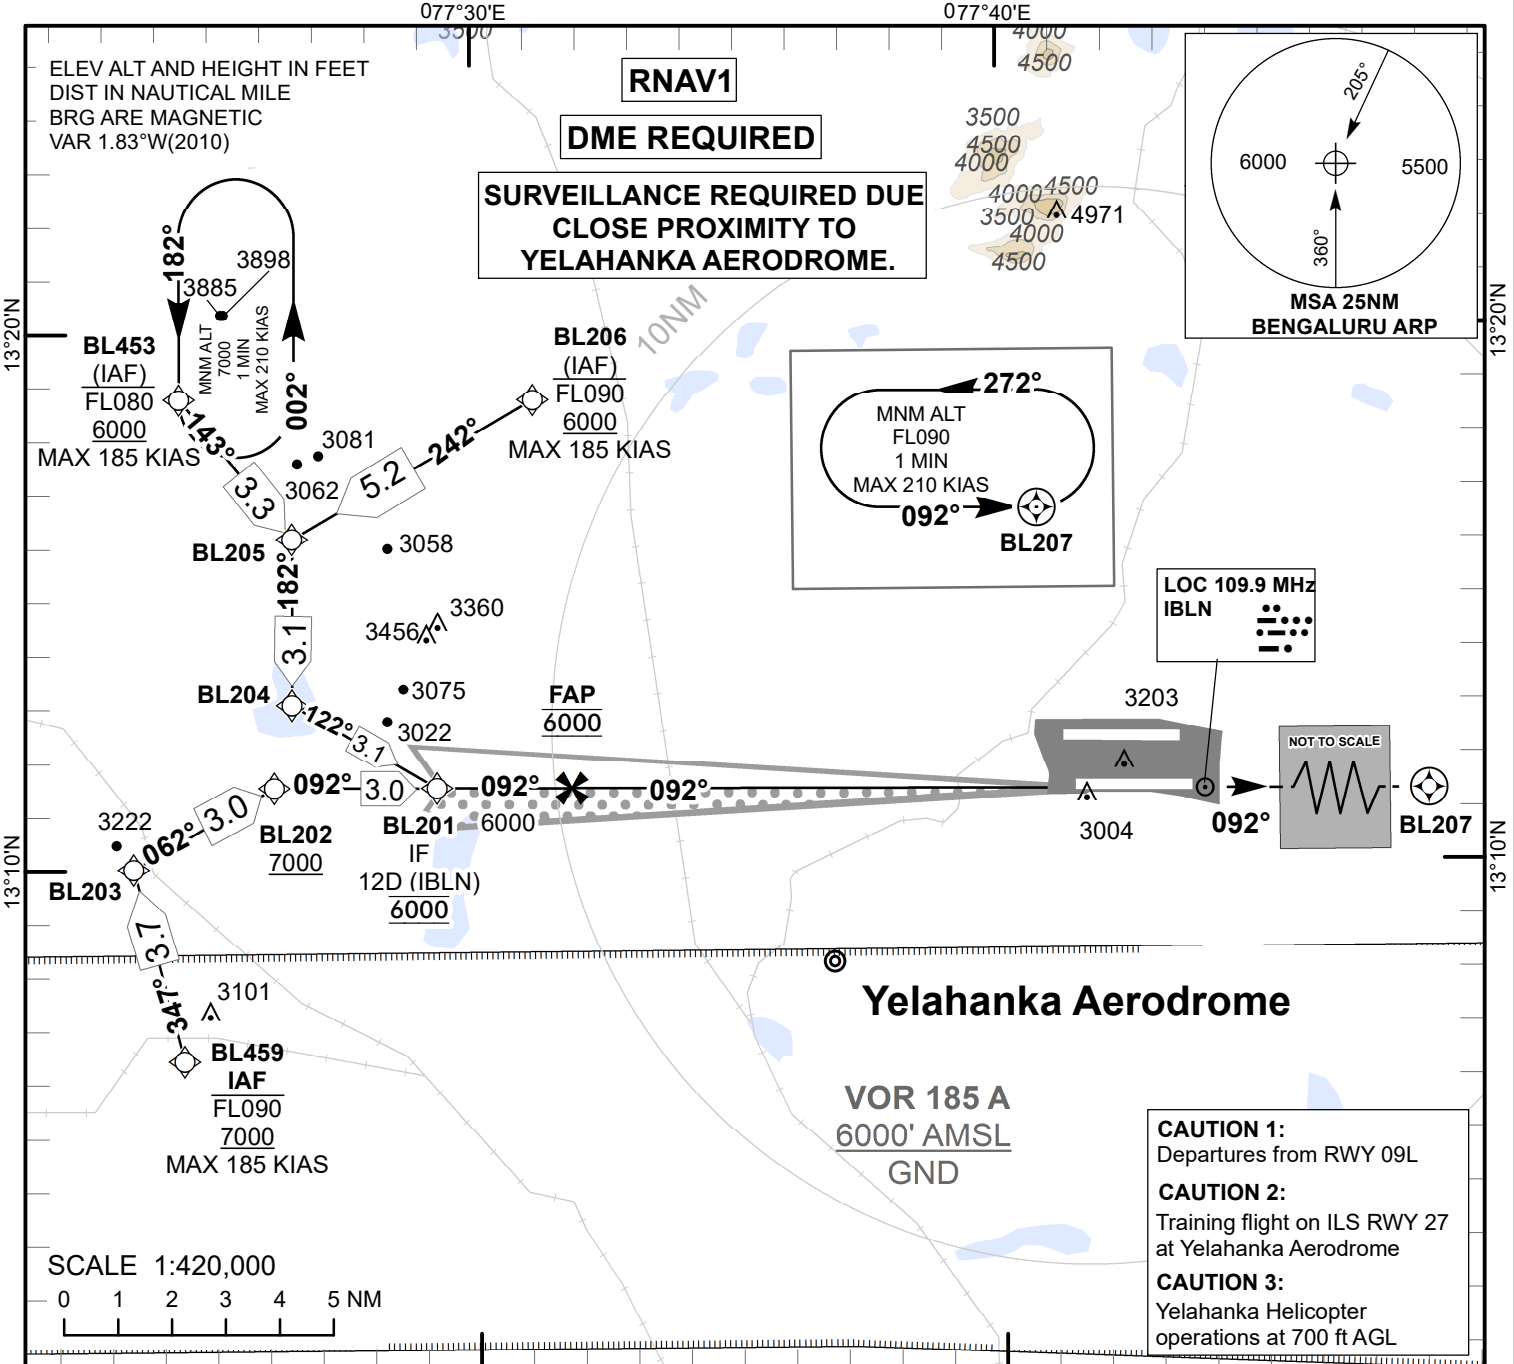 077°30'E
077°40'E
ELEV ALT AND HEIGHT IN FEET
DIST IN NAUTICAL MILE
BRG ARE MAGNETIC
VAR 1.83°W(2010)
3500
RNAV1
DME REQUIRED
SURVEILLANCE REQUIRED DUE
CLOSE PROXIMITY TO
YELAHANKA AERODROME.
4000
4500
3500
4500
4000
4000
4500
3500
4971
4000
4500
205°
6000
5500
360°
MSA 25NM
BENGALURU ARP
13°20'N
13°20'N
182°
3898
3885
MNM ALT
7000
1 MIN
MAX 210 KIAS
002°
BL453
(IAF)
FL080
6000
MAX 185 KIAS
143°
3.3
3081
3062
BL206
(IAF)
FL090
6000
MAX 185 KIAS
242°
5.2
10NM
272°
MNM ALT
FL090
1 MIN
MAX 210 KIAS
092°
BL207
BL205
3058
182°
3360
3456
3.1
BL204
3075
3022
122°
3.1
FAP
6000
LOC 109.9 MHz
IBLN
3203
NOT TO SCALE
092°
3.0
092°
092°
3004
092°
BL207
3222
062°
3.0
BL202
7000
BL201
IF
12D (IBLN)
6000
6000
BL203
13°10'N
13°10'N
3.7
347°
3101
BL459
IAF
FL090
7000
MAX 185 KIAS
Yelahanka Aerodrome
VOR 185 A
6000' AMSL
GND
CAUTION 1:
Departures from RWY 09L
CAUTION 2:
Training flight on ILS RWY 27
at Yelahanka Aerodrome
CAUTION 3:
Yelahanka Helicopter
operations at 700 ft AGL
SCALE 1:420,000
0 1 2 3 4 5 NM